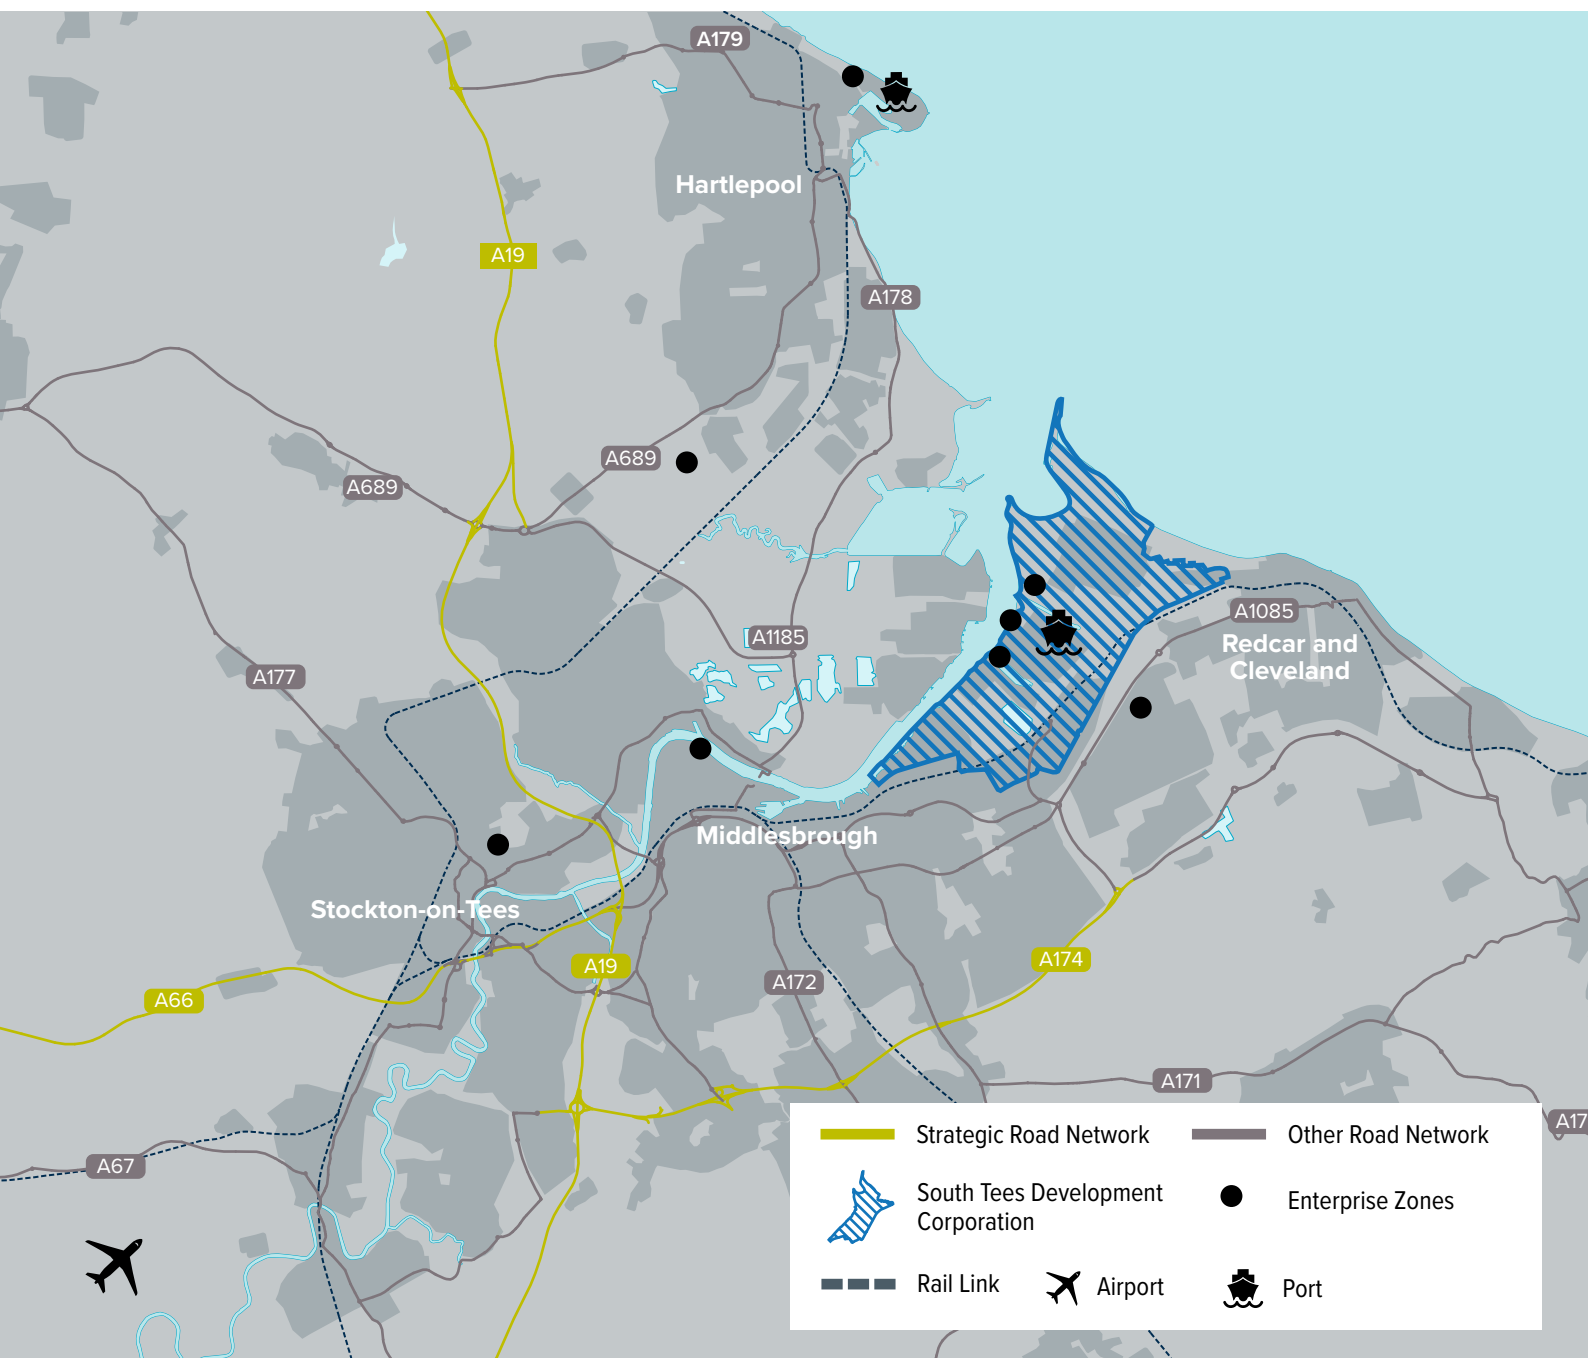 A179
Hartlepool
A19
A178
A689
A689
A1185
A1085
Redcar and
Cleveland
A177
Middlesbrough
Stockton-on-Tees
A19
A174
A172
A66
A171
A17
A67
Strategic Road Network
Other Road Network
South Tees Development
Corporation
Enterprise Zones
Rail Link
Airport
Port